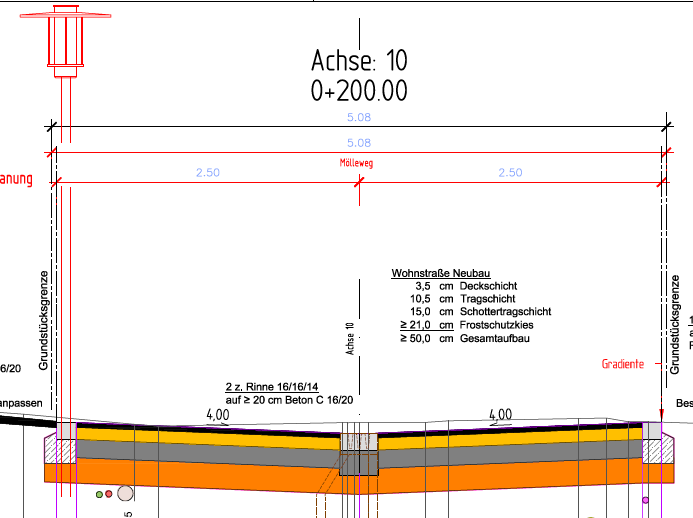 Achse: 10
0+200.00
5.08
5.08
Mölleweg
anung
2.50
2.50
Grundstücksgrenze
Grundstücksgrenze
Wohnstraße Neubau
3,5 cm Deckschicht
10,5 cm Tragschicht
15,0 cm Schottertragschicht
≥ 21,0 cm Frostschutzkies
≥ 50,0 cm Gesamtaufbau
Achse 10
Gradiente
16/20
2 z. Rinne 16/16/14
auf ≥ 20 cm Beton C 16/20
anpassen
Bes
4,00
4,00